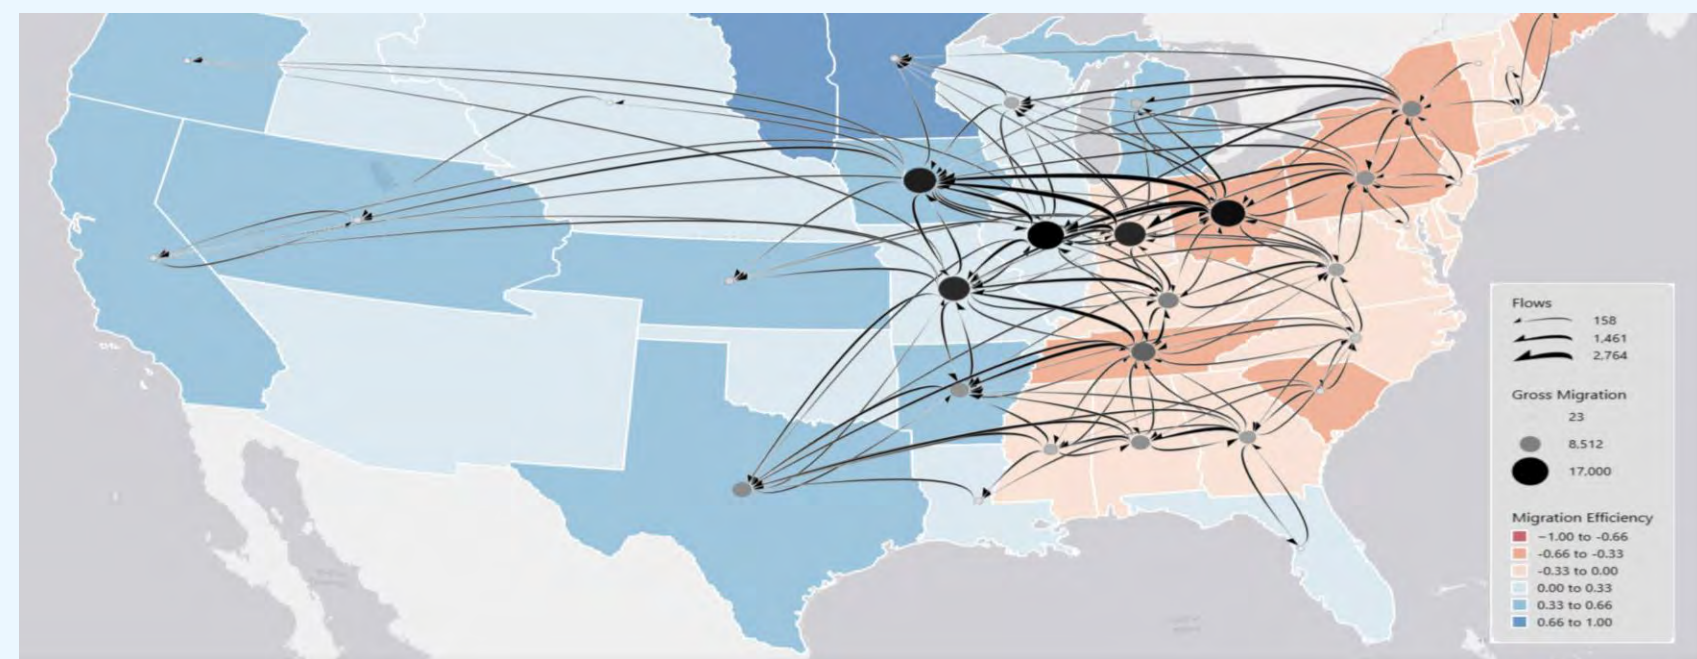 Flows
158
1,461
2,764
Gross Migration
23
8,512
17,000
Migration Efficiency
−1.00 to -0.66
-0.66 to -0.33
-0.33 to 0.00
0.00 to 0.33
0.33 to 0.66
0.66 to 1.00